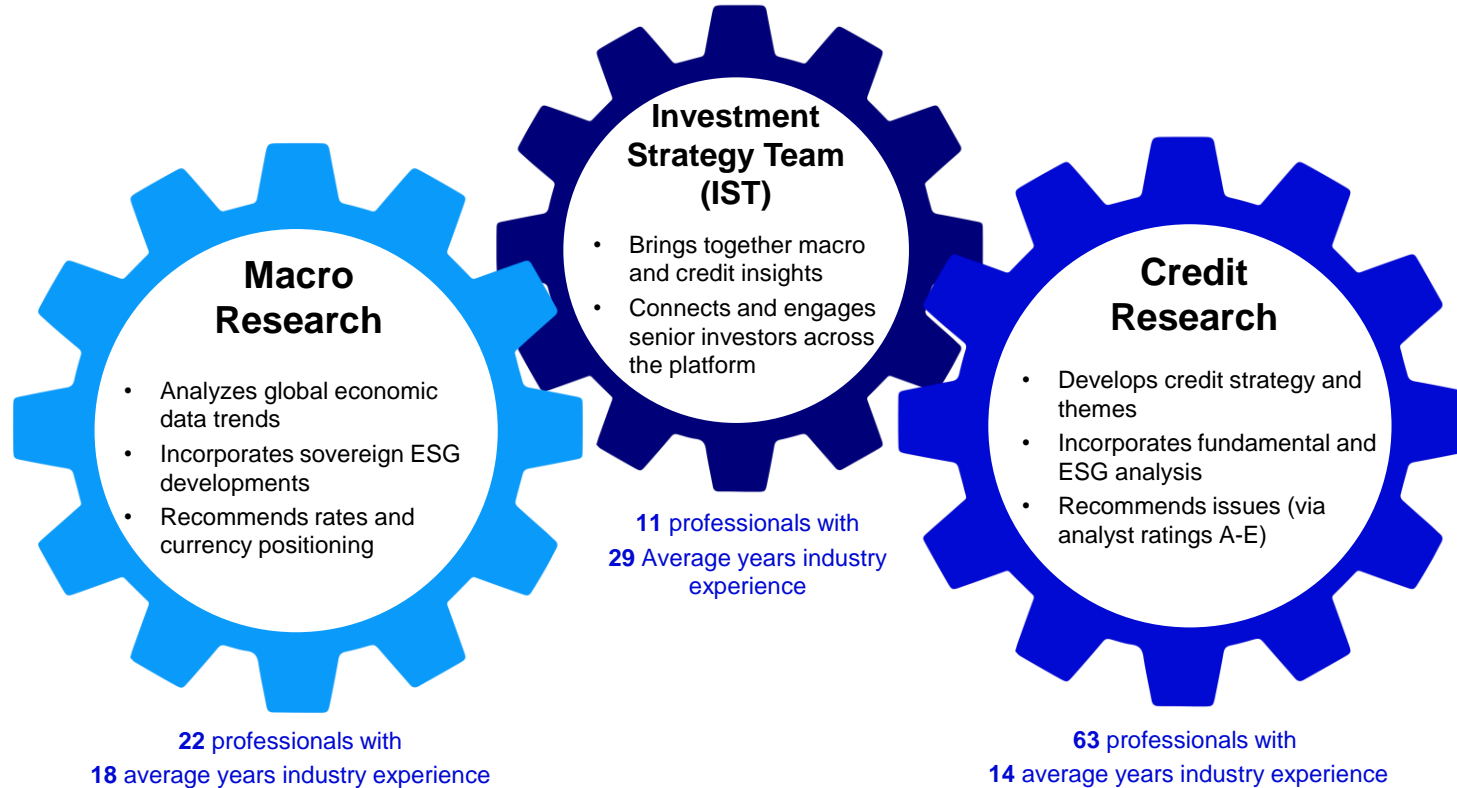 Macro
Research
• Analyzes global economic
data trends
• Incorporates sovereign ESG
developments
• Recommends rates and
currency positioning
22 professionals with
18 average years industry experience
Investment
Strategy Team
(IST)
• Brings together macro
and credit insights
• Connects and engages
senior investors across
the platform
11 professionals with
29 Average years industry
experience
Credit
Research
• Develops credit strategy and
themes
• Incorporates fundamental and
ESG analysis
• Recommends issues (via
analyst ratings A-E)
63 professionals with
14 average years industry experience